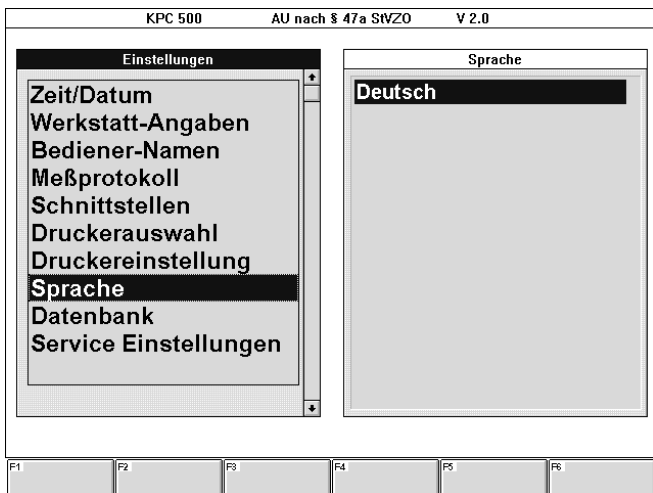 KPC 500 AU nach § 47a StVZO V 2.0
Einstellungen
Zeit/Datum
Werkstatt-Angaben
Bediener-Namen
Meßprotokoll
Schnittstellen
Druckerauswahl
Druckereinstellung
Sprache
Datenbank
Service Einstellungen
Sprache
Deutsch
F1 F2 F3 F4 F5 F6